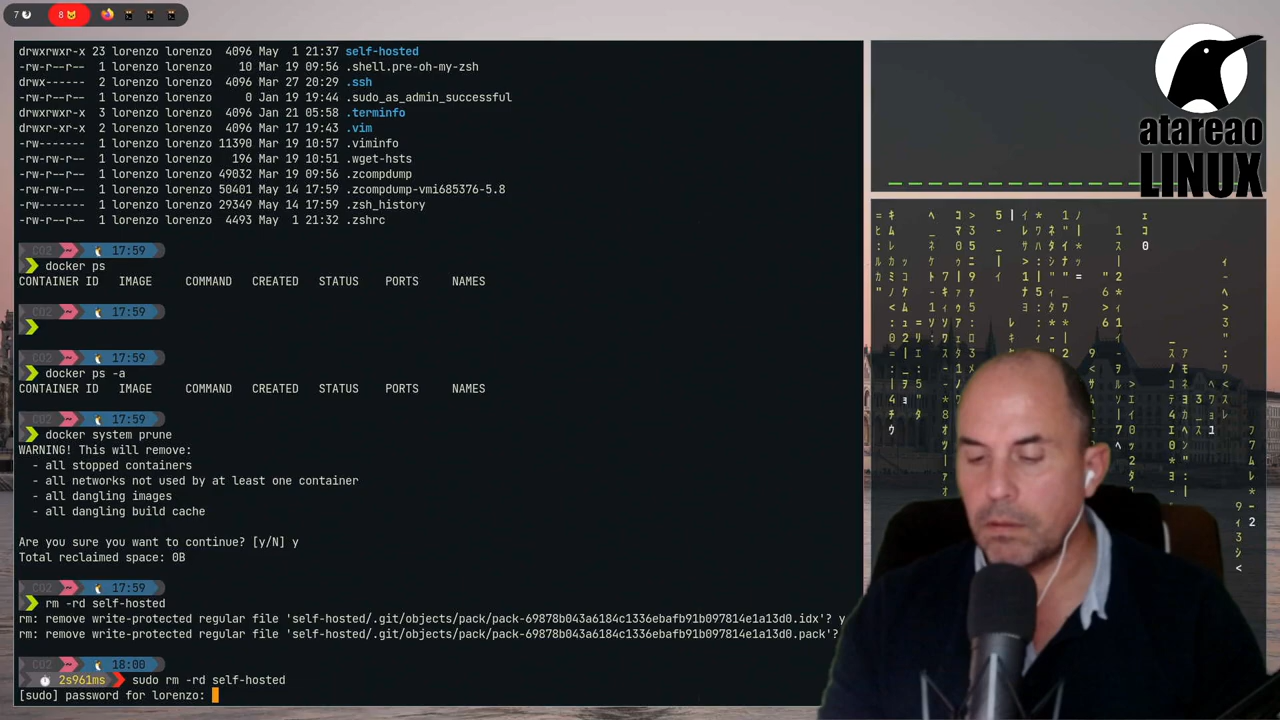 7 8
drwxrwxr-x 23 lorenzo lorenzo 4096 May 1 21:37 self-hosted
-rw-r--r-- 1 lorenzo lorenzo 10 Mar 19 09:56 .shell.pre-oh-my-zsh
drwx------ 2 lorenzo lorenzo 4096 Mar 27 20:29 .ssh
-rw-r--r-- 1 lorenzo lorenzo 0 Jan 19 19:44 .sudo_as_admin_successful
drwxrwxr-x 3 lorenzo lorenzo 4096 Jan 21 05:58 .terminfo
drwxr-xr-x 2 lorenzo lorenzo 4096 Mar 17 19:43 .vim
-rw------- 1 lorenzo lorenzo 11390 Mar 19 10:57 .viminfo
-rw-rw-r-- 1 lorenzo lorenzo 196 Mar 19 10:51 .wget-hsts
-rw-rw-r-- 1 lorenzo lorenzo 49032 Mar 19 09:56 .zcompdump
-rw-rw-r-- 1 lorenzo lorenzo 50401 May 14 17:59 .zcompdump-vmi685376-5.8
-rw------- 1 lorenzo lorenzo 29349 May 14 17:59 .zsh_history
-rw-r--r-- 1 lorenzo lorenzo 4493 May 1 21:32 .zshrc
CO2 ~ 17:59
docker ps
CONTAINER ID IMAGE COMMAND CREATED STATUS PORTS NAMES
CO2 ~ 17:59
CO2 ~ 17:59
docker ps -a
CONTAINER ID IMAGE COMMAND CREATED STATUS PORTS NAMES
CO2 ~ 17:59
docker system prune
WARNING! This will remove:
- all stopped containers
- all networks not used by at least one container
- all dangling images
- all dangling build cache
Are you sure you want to continue? [y/N] y
Total reclaimed space: 0B
CO2 ~ 17:59
rm -rd self-hosted
rm: remove write-protected regular file 'self-hosted/.git/objects/pack/pack-69878b043a6184c1336ebafb91b097814e1a13d0.idx'? y
rm: remove write-protected regular file 'self-hosted/.git/objects/pack/pack-69878b043a6184c1336ebafb91b097814e1a13d0.pack'?
CO2 ~ 18:00
2s961ms sudo rm -rd self-hosted
[sudo] password for lorenzo:
atareao
LINUX